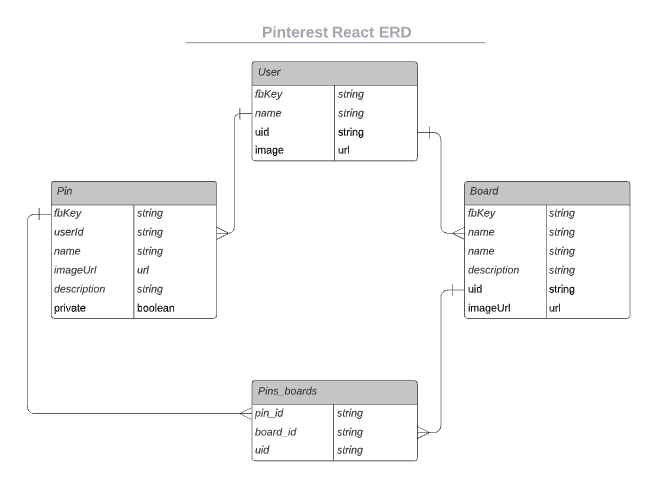 Pinterest React ERD
User
fbKey string
name string
uid string
image url
Pin
fbKey string
userId string
name string
imageUrl url
description string
private boolean
Board
fbKey string
name string
name string
description string
uid string
imageUrl url
Pins_boards
pin_id string
board_id string
uid string